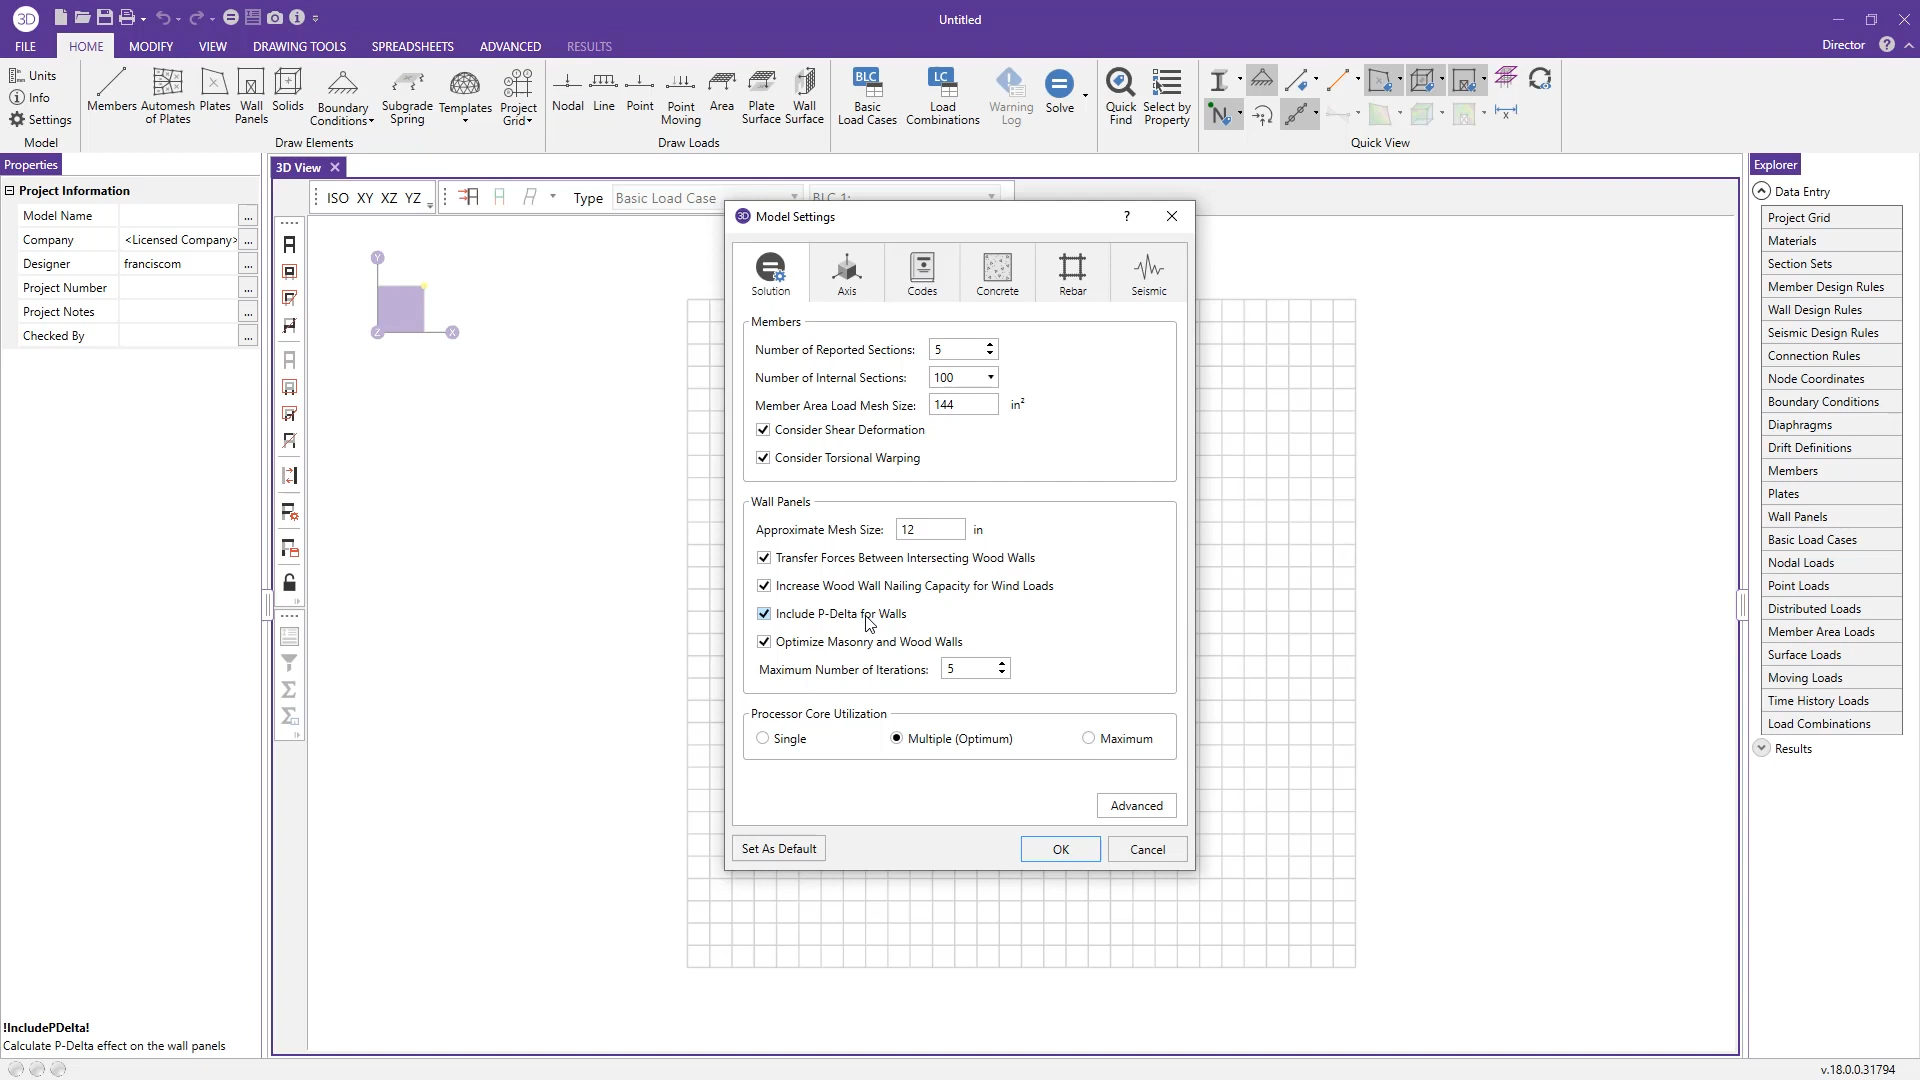 3D
Untitled
FILE HOME MODIFY VIEW DRAWING TOOLS SPREADSHEETS ADVANCED RESULTS
Director
Units
Info
Settings
Model
Members
Automesh of Plates
Plates
Wall Panels
Solids
Boundary Conditions
Subgrade Spring
Templates
Project Grid
Draw Elements
Nodal
Line
Point
Point Moving
Area
Plate Surface
Wall Surface
Draw Loads
BLC
Basic Load Cases
LC
Load Combinations
Warning Log
Solve
Quick Find
Select by Property
Quick View
Properties
Project Information
Model Name
Company <Licensed Company>
Designer franciscom
Project Number
Project Notes
Checked By
3D View
ISO XY XZ YZ
Type Basic Load Case BLC 1:
Y
Z X
3D Model Settings ?
Solution Axis Codes Concrete Rebar Seismic
Members
Number of Reported Sections: 5
Number of Internal Sections: 100
Member Area Load Mesh Size: 144 in²
Consider Shear Deformation
Consider Torsional Warping
Wall Panels
Approximate Mesh Size: 12 in
Transfer Forces Between Intersecting Wood Walls
Increase Wood Wall Nailing Capacity for Wind Loads
Include P-Delta for Walls
Optimize Masonry and Wood Walls
Maximum Number of Iterations: 5
Processor Core Utilization
Single Multiple (Optimum) Maximum
Advanced
Set As Default OK Cancel
Explorer
Data Entry
Project Grid
Materials
Section Sets
Member Design Rules
Wall Design Rules
Seismic Design Rules
Connection Rules
Node Coordinates
Boundary Conditions
Diaphragms
Drift Definitions
Members
Plates
Wall Panels
Basic Load Cases
Nodal Loads
Point Loads
Distributed Loads
Member Area Loads
Surface Loads
Moving Loads
Time History Loads
Load Combinations
Results
!IncludePDelta!
Calculate P-Delta effect on the wall panels
v.18.0.0.31794